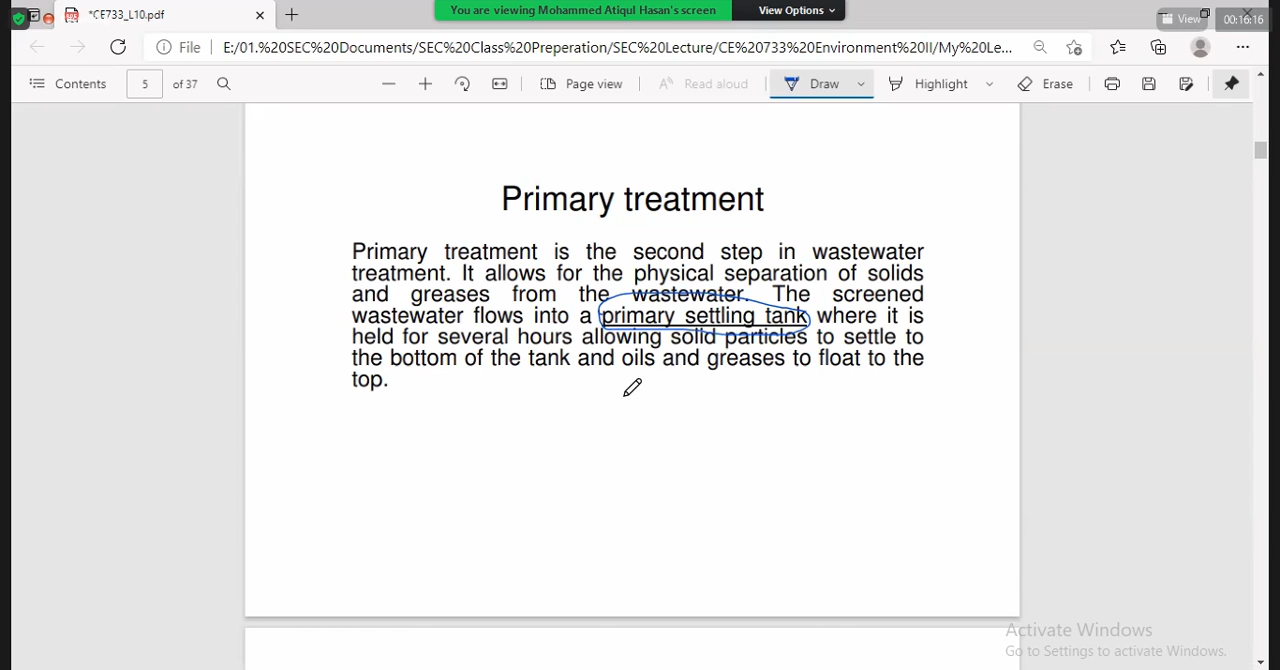 *CE733_L10.pdf
You are viewing Mohammed Atiqul Hasan's screen
View Options
View
00:16:16
File
E:/01.%20SEC%20Documents/SEC%20Class%20Preperation/SEC%20Lecture/CE%20733%20Environment%20II/My%20Le...
Contents
5
of 37
Page view
Read aloud
Draw
Highlight
Erase
Primary treatment
Primary treatment is the second step in wastewater
treatment. It allows for the physical separation of solids
and greases from the wastewater. The screened
wastewater flows into a primary settling tank where it is
held for several hours allowing solid particles to settle to
the bottom of the tank and oils and greases to float to the
top.
Activate Windows
Go to Settings to activate Windows.